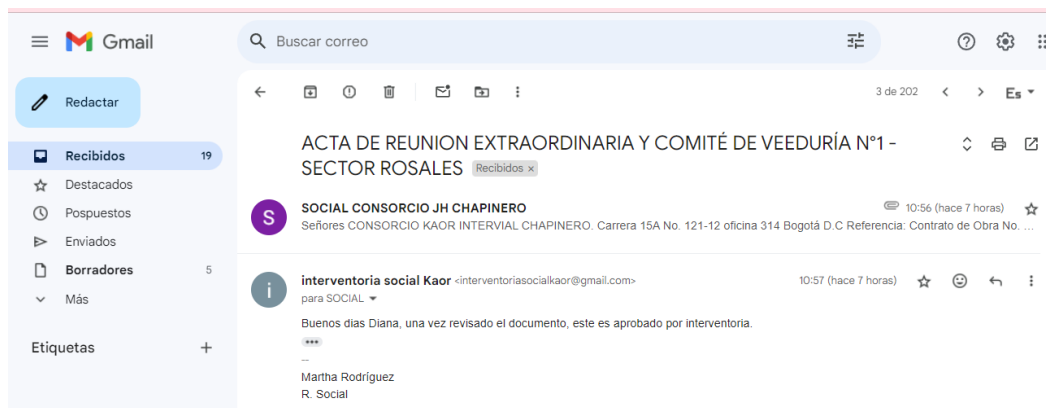 Gmail
Buscar correo
Redactar
3 de 202
Es
ACTA DE REUNION EXTRAORDINARIA Y COMITÉ DE VEEDURÍA N°1 -
SECTOR ROSALES Recibidos x
Recibidos 19
Destacados
Pospuestos
Enviados
Borradores 5
Más
Etiquetas +
S
SOCIAL CONSORCIO JH CHAPINERO 10:56 (hace 7 horas)
Señores CONSORCIO KAOR INTERVIAL CHAPINERO. Carrera 15A No. 121-12 oficina 314 Bogotá D.C Referencia: Contrato de Obra No. ...
i
interventoria social Kaor <interventoriasocialkaor@gmail.com> 10:57 (hace 7 horas)
para SOCIAL
Buenos dias Diana, una vez revisado el documento, este es aprobado por interventoria.
...
--
Martha Rodríguez
R. Social